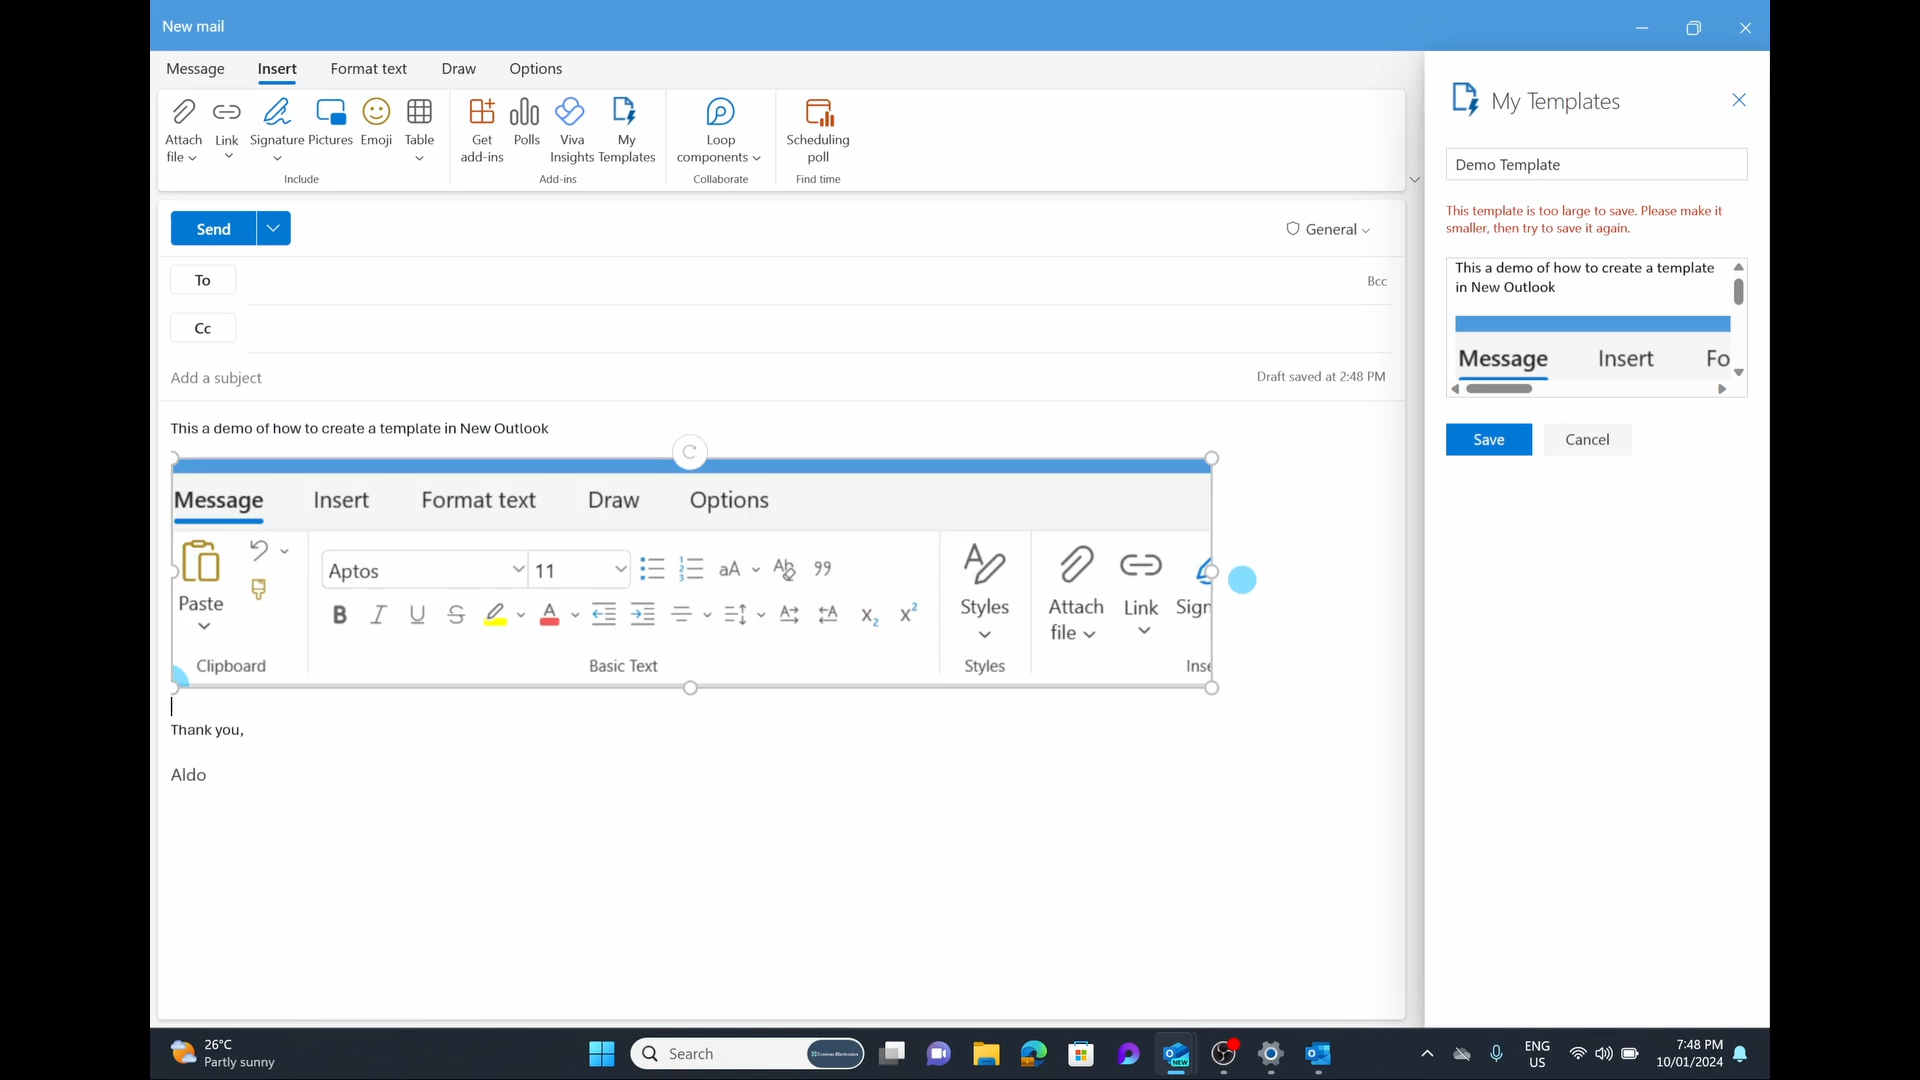 New mail
Message Insert Format text Draw Options
Attach file Link Signature Pictures Emoji Table
Include
Get add-ins Polls Viva Insights My Templates
Add-ins
Loop components
Collaborate
Scheduling poll
Find time
Send
General
To
Bcc
Cc
Add a subject
Draft saved at 2:48 PM
This a demo of how to create a template in New Outlook
Message Insert Format text Draw Options
Paste
Clipboard
Aptos 11
aA
B I U S A x₂ x²
Basic Text
Styles
Styles
Attach file Link Sign
Inse
Thank you,
Aldo
My Templates
Demo Template
This template is too large to save. Please make it
smaller, then try to save it again.
This a demo of how to create a template
in New Outlook
Message Insert Fo
Save Cancel
26°C
Partly sunny
Search
ENG
US
7:48 PM
10/01/2024